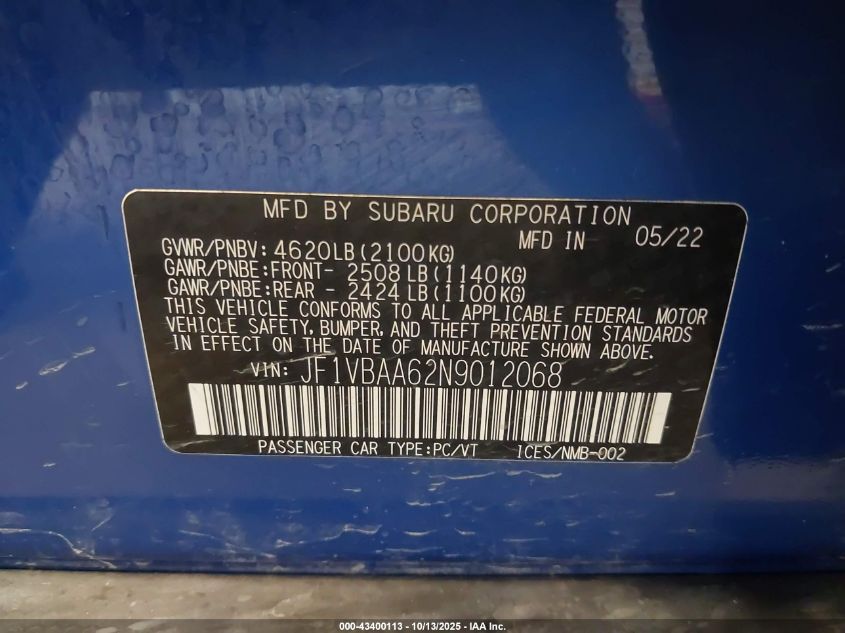 MFD BY SUBARU CORPORATION
MFD IN 05/22
GVWR/PNBV: 4620LB(2100KG)
GAWR/PNBE:FRONT- 2508LB(1140KG)
GAWR/PNBE:REAR - 2424LB(1100KG)
THIS VEHICLE CONFORMS TO ALL APPLICABLE FEDERAL MOTOR
VEHICLE SAFETY, BUMPER, AND THEFT PREVENTION STANDARDS
IN EFFECT ON THE DATE OF MANUFACTURE SHOWN ABOVE.
VIN: JF1VBAA62N9012068
PASSENGER CAR TYPE:PC/VT ICES/NMB-002
000-43400113 - 10/13/2025 - IAA Inc.